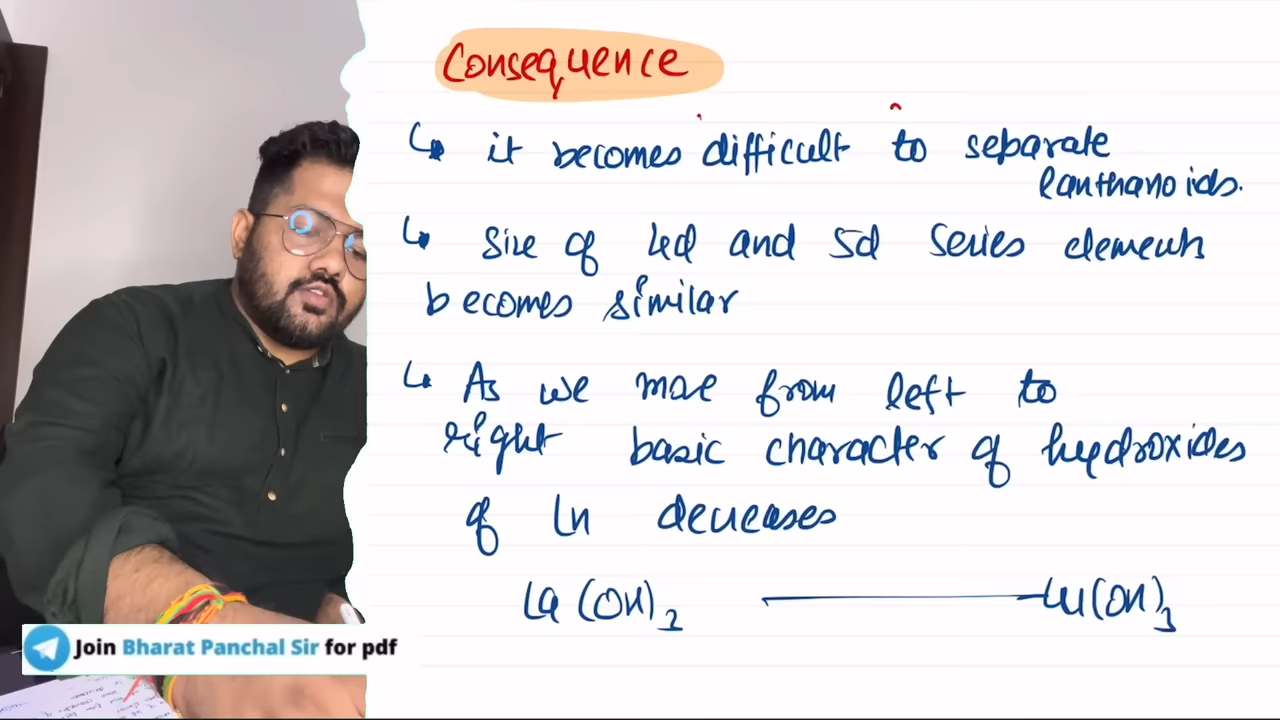 Consequence
↳ it becomes difficult to separate
lanthanoids.
↳ Size of 4d and 5d Series elements
becomes similar
↳ As we move from left to
right basic character of hydroxides
of Ln decreases
La(OH)₂ ——— Lu(OH)₃
Join Bharat Panchal Sir for pdf